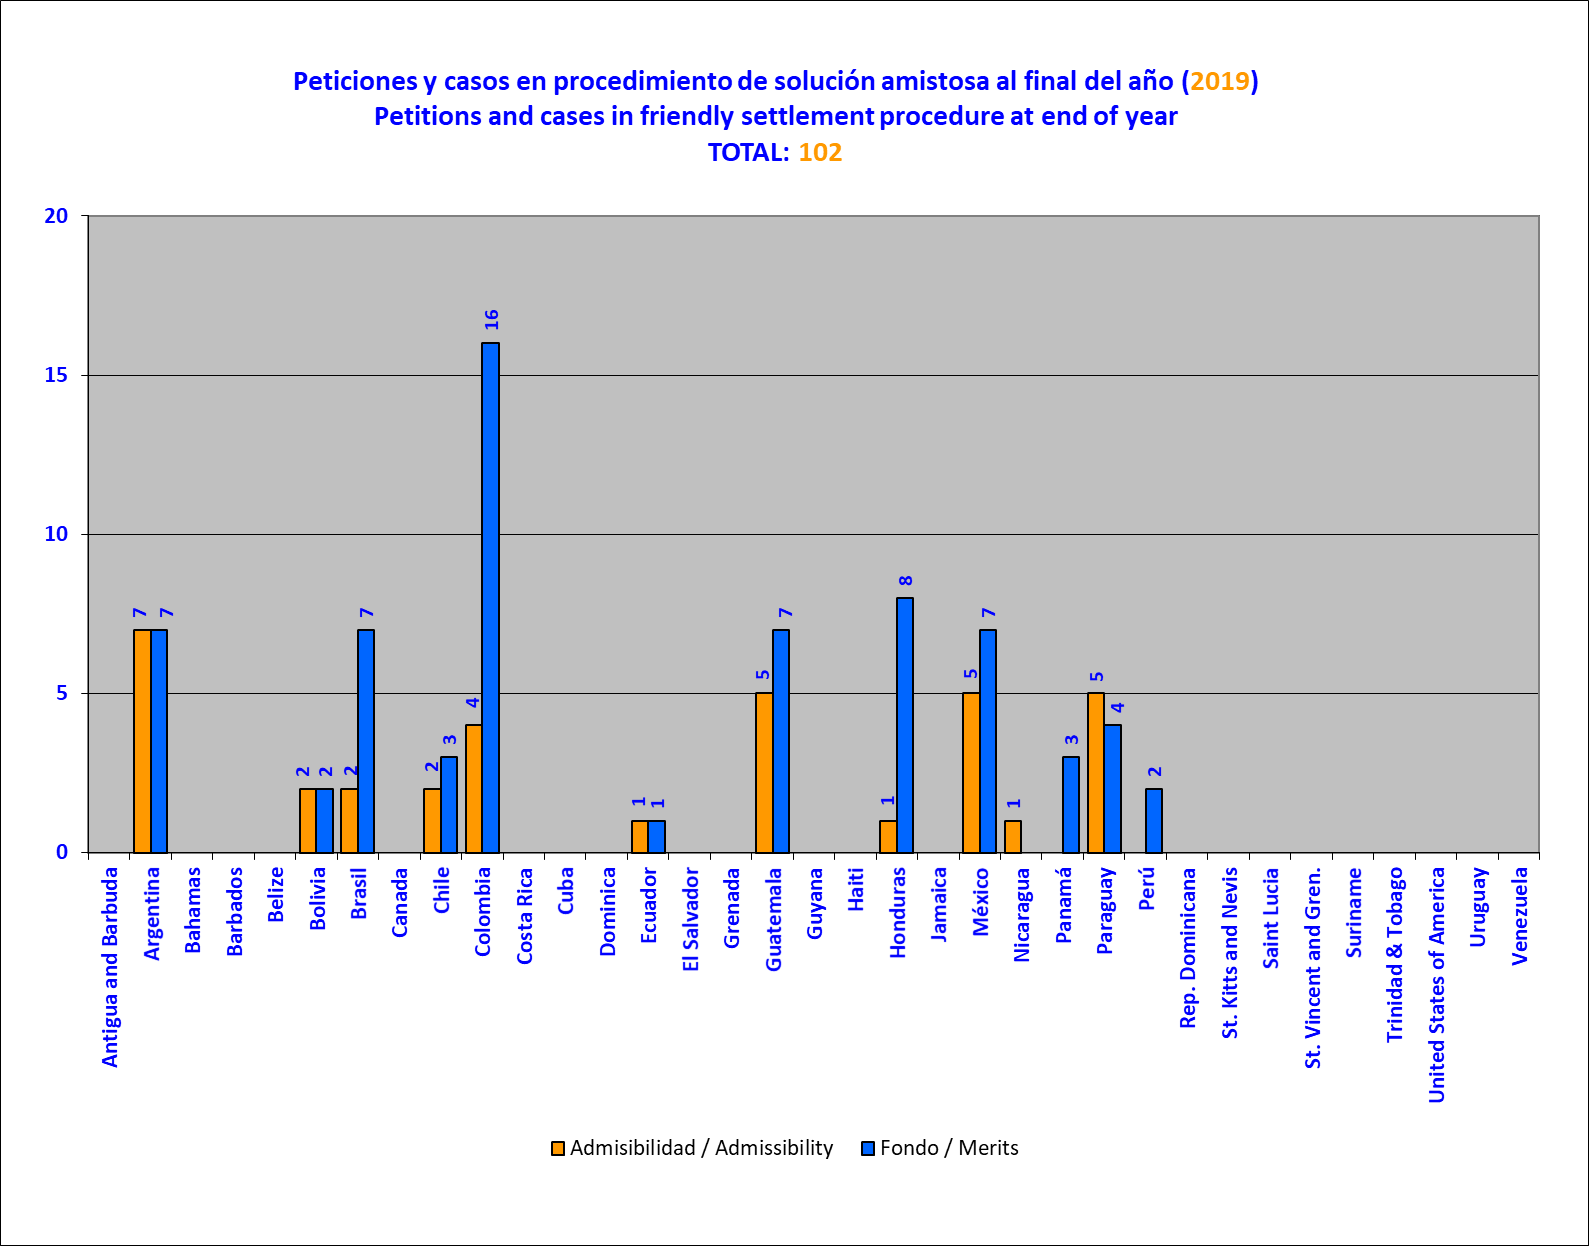 Peticiones y casos en procedimiento de solución amistosa al final del año (2019)
Petitions and cases in friendly settlement procedure at end of year
TOTAL: 102
20
15
10
5
0
7
7
2
2
2
7
2
3
4
16
1
1
5
7
1
8
5
7
1
3
5
4
2
Antigua and Barbuda
Argentina
Bahamas
Barbados
Belize
Bolivia
Brasil
Canada
Chile
Colombia
Costa Rica
Cuba
Dominica
Ecuador
El Salvador
Grenada
Guatemala
Guyana
Haiti
Honduras
Jamaica
México
Nicaragua
Panamá
Paraguay
Perú
Rep. Dominicana
St. Kitts and Nevis
Saint Lucia
St. Vincent and Gren.
Suriname
Trinidad & Tobago
United States of America
Uruguay
Venezuela
Admisibilidad / Admissibility
Fondo / Merits